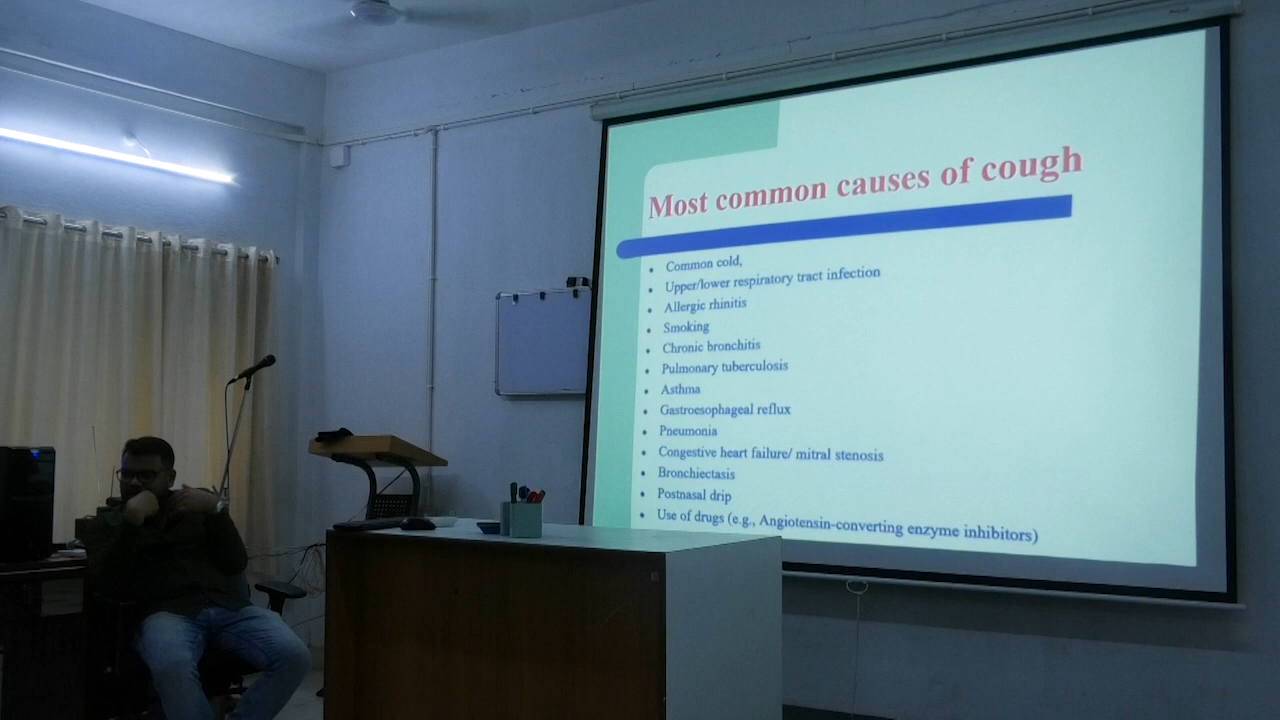 Most common causes of cough
• Common cold,
• Upper/lower respiratory tract infection
• Allergic rhinitis
• Smoking
• Chronic bronchitis
• Pulmonary tuberculosis
• Asthma
• Gastroesophageal reflux
• Pneumonia
• Congestive heart failure/ mitral stenosis
• Bronchiectasis
• Postnasal drip
• Use of drugs (e.g., Angiotensin-converting enzyme inhibitors)